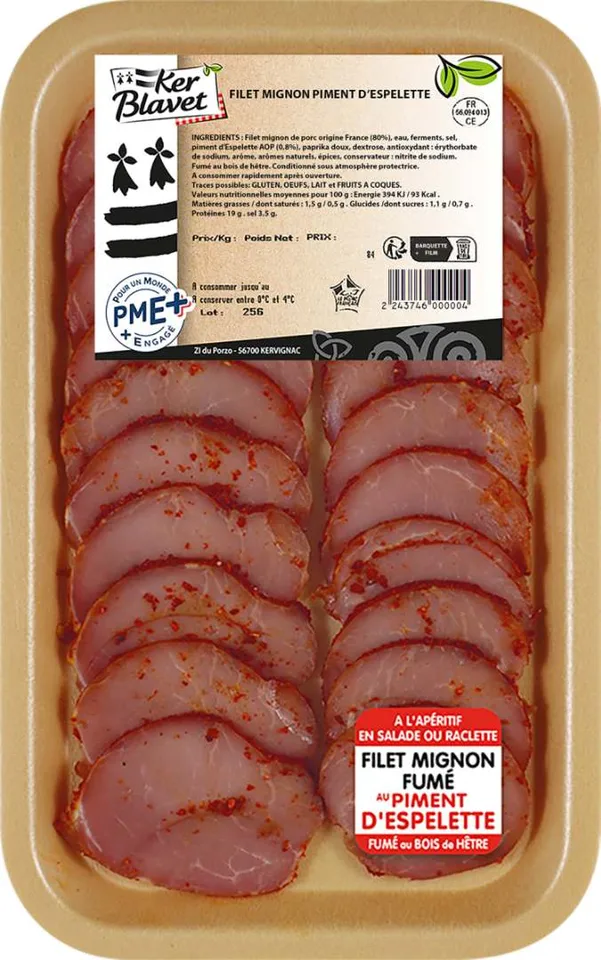 Ker
Blavet
FILET MIGNON PIMENT D'ESPELETTE
FR
56.094.013
CE
INGREDIENTS : Filet mignon de porc origine France (80%), eau, ferments, sel,
piment d'Espelette AOP (0,8%), paprika doux, dextrose, antioxydant : érythorbate
de sodium, arôme, arômes naturels, épices, conservateur : nitrite de sodium.
Fumé au bois de hêtre. Conditionné sous atmosphère protectrice.
A consommer rapidement après ouverture.
Traces possibles: GLUTEN, OEUFS, LAIT et FRUITS A COQUES.
Valeurs nutritionnelles moyennes pour 100 g : Energie 394 KJ / 93 Kcal .
Matières grasses / dont saturés : 1,5 g / 0,5 g . Glucides /dont sucres : 1,1 g / 0,7 g .
Protéines 19 g . sel 3,5 g.
Prix/Kg : Poids Net : PRIX :
84
BARQUETTE
+ FILM
A consommer jusqu'au
A conserver entre 0°C et 4°C
Lot : 256
LE PORC
FRANÇAIS
2 243746 000004
POUR UN MONDE
PME+
+ ENGAGÉ
ZI du Porzo - 56700 KERVIGNAC
A L'APÉRITIF
EN SALADE OU RACLETTE
FILET MIGNON
FUMÉ
AU PIMENT
D'ESPELETTE
FUMÉ au BOIS de HÊTRE